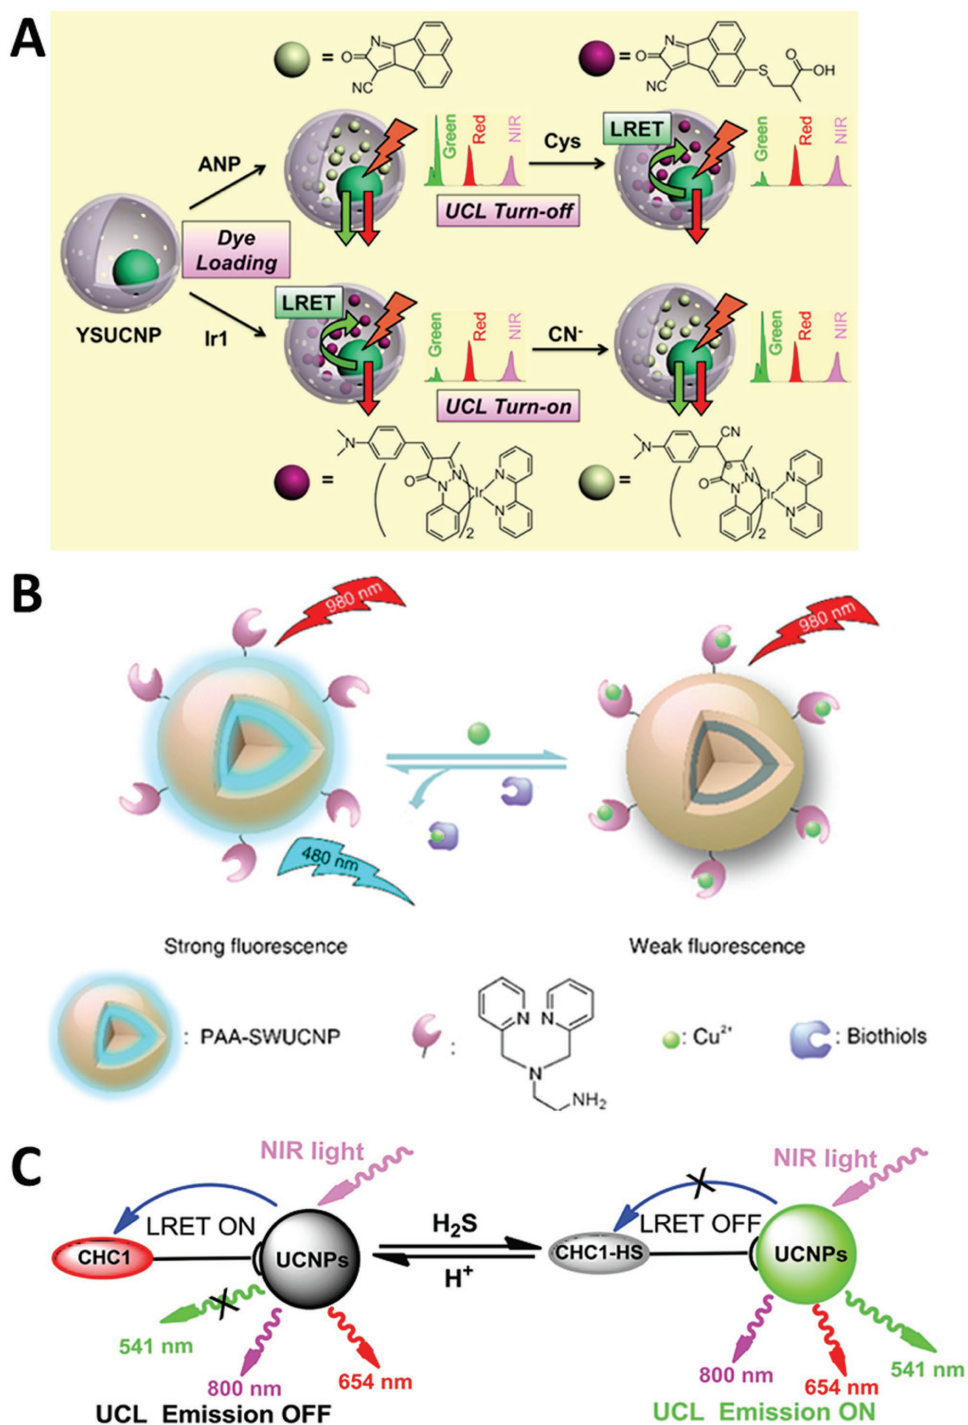 A
= O N
NC
= O N
NC S O OH
ANP
Green Red NIR
Cys
LRET
Green Red NIR
UCL Turn-off
Dye
Loading
YSUCNP
Ir1
LRET
Green Red NIR
CN-
Green Red NIR
UCL Turn-on
= N O N N Ir N N 2
= N CN O N N Ir N N 2
B
980 nm
980 nm
480 nm
Strong fluorescence
Weak fluorescence
: PAA-SWUCNP
: N N N NH2
: Cu2+
: Biothiols
C
NIR light
NIR light
LRET ON
LRET OFF
CHC1
UCNPs
H2S
H+
CHC1-HS
UCNPs
541 nm
800 nm
654 nm
800 nm
654 nm
541 nm
UCL Emission OFF
UCL Emission ON